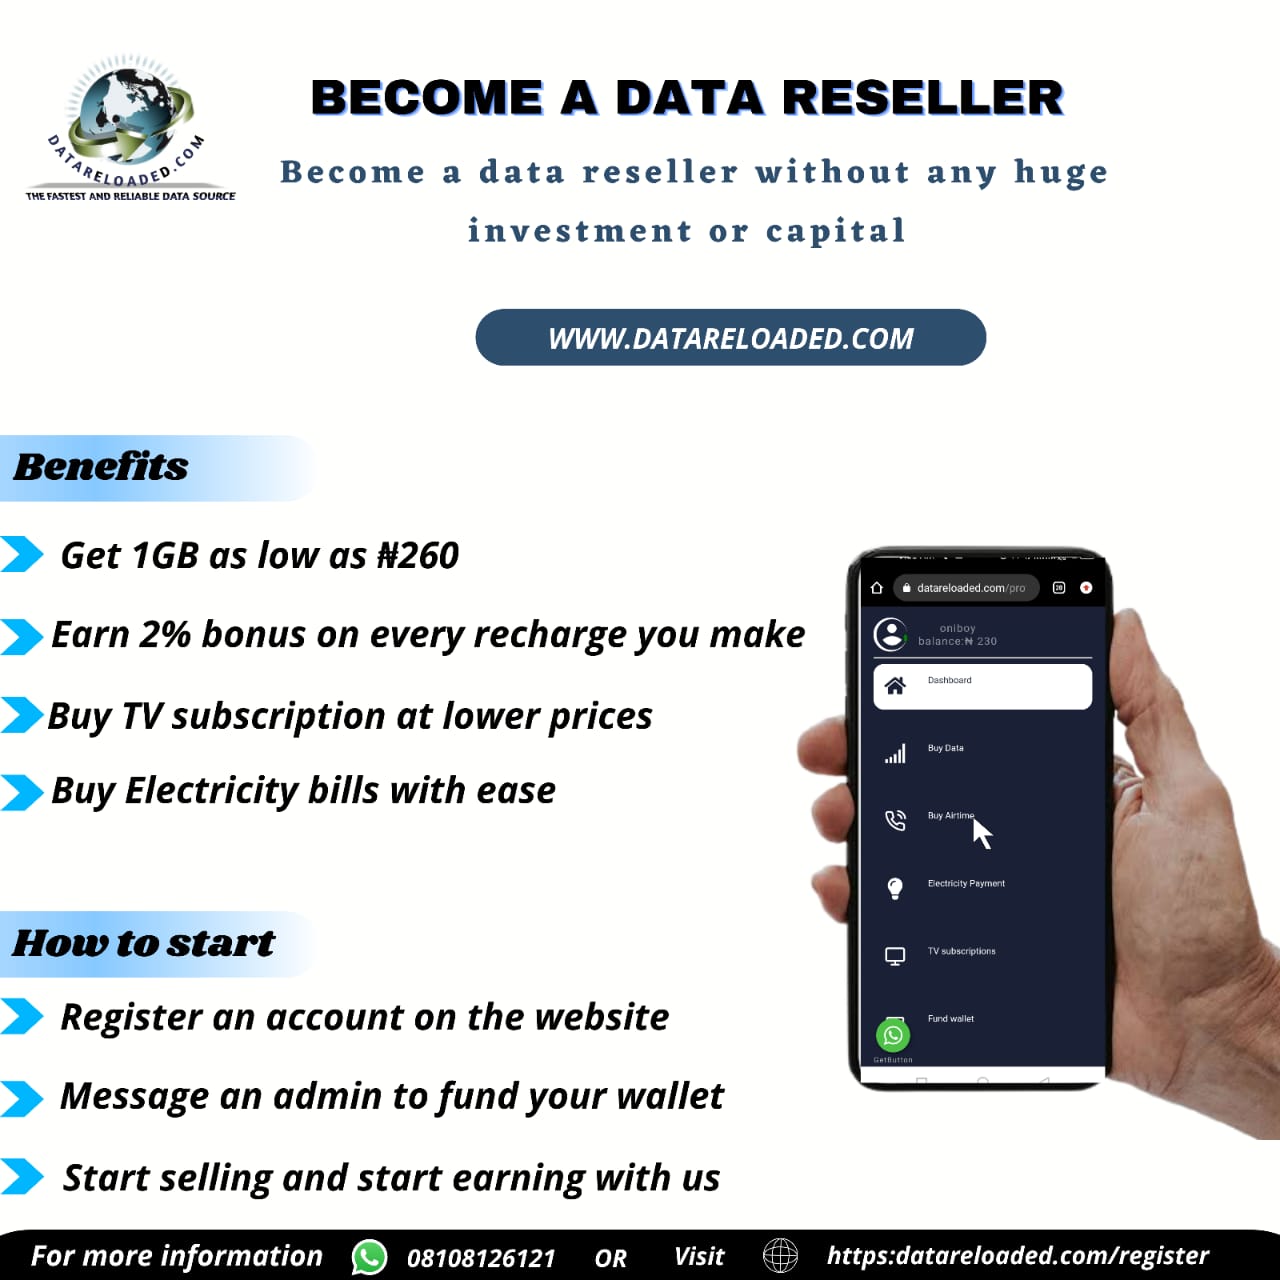 DATARELOADED.COM
THE FASTEST AND RELIABLE DATA SOURCE
BECOME A DATA RESELLER
Become a data reseller without any huge
investment or capital
WWW.DATARELOADED.COM
Benefits
Get 1GB as low as ₦260
Earn 2% bonus on every recharge you make
Buy TV subscription at lower prices
Buy Electricity bills with ease
datareloaded.com/pro
20
oniboy
balance:₦ 230
Dashboard
Buy Data
Buy Airtime
Electricity Payment
TV subscriptions
Fund wallet
GetButton
How to start
Register an account on the website
Message an admin to fund your wallet
Start selling and start earning with us
For more information 08108126121 OR Visit https:datareloaded.com/register